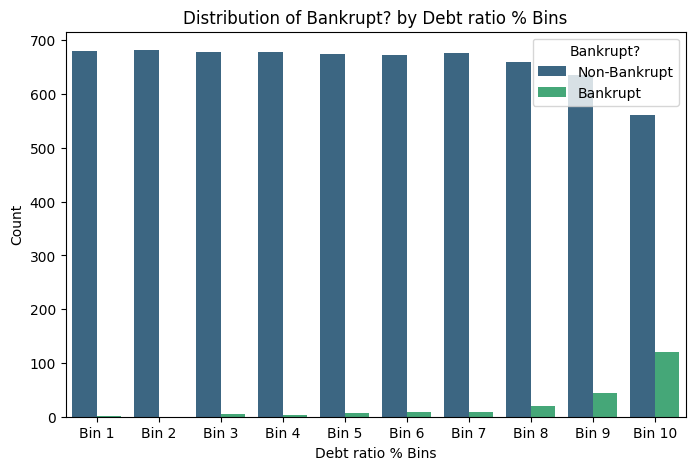 Distribution of Bankrupt? by Debt ratio % Bins
700
600
500
400
300
200
100
0
Count
Bankrupt?
Non-Bankrupt
Bankrupt
Bin 1 Bin 2 Bin 3 Bin 4 Bin 5 Bin 6 Bin 7 Bin 8 Bin 9 Bin 10
Debt ratio % Bins